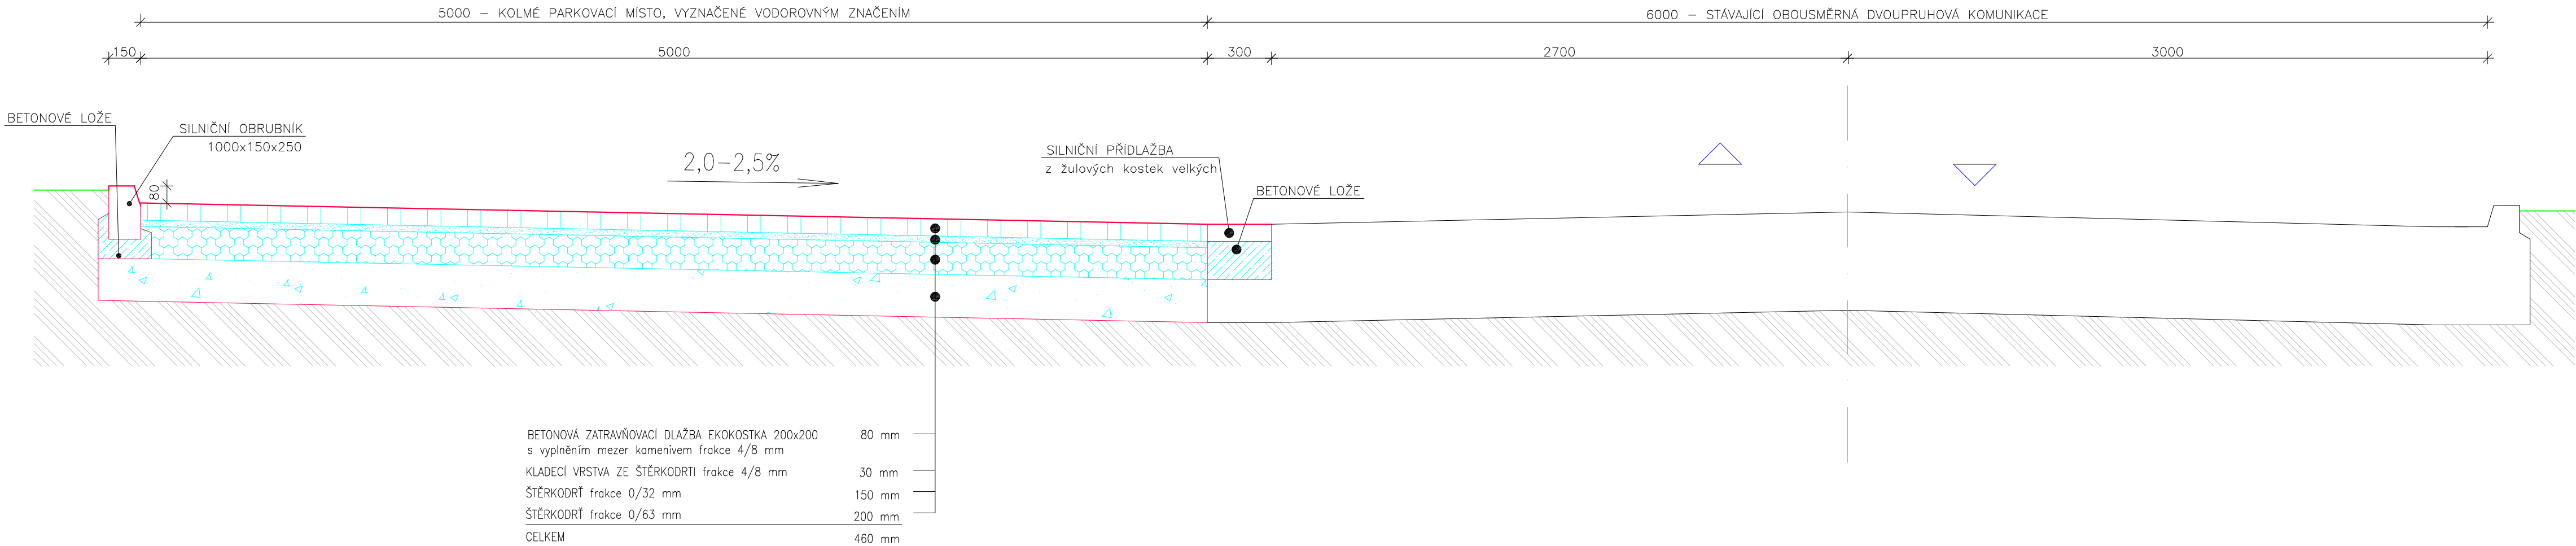 5000 – KOLMÉ PARKOVACÍ MÍSTO, VYZNAČENÉ VODOROVNÝM ZNAČENÍM
6000 – STÁVAJÍCÍ OBOUSMĚRNÁ DVOUPRUHOVÁ KOMUNIKACE
150
5000
300
2700
3000
BETONOVÉ LOŽE
SILNIČNÍ OBRUBNÍK
1000x150x250
80
2,0–2,5%
SILNIČNÍ PŘÍDLAŽBA
z žulových kostek velkých
BETONOVÉ LOŽE
BETONOVÁ ZATRAVŇOVACÍ DLAŽBA EKOKOSTKA 200x200 80 mm
s vyplněním mezer kamenivem frakce 4/8 mm
KLADECÍ VRSTVA ZE ŠTĚRKODRTI frakce 4/8 mm 30 mm
ŠTĚRKODRŤ frakce 0/32 mm 150 mm
ŠTĚRKODRŤ frakce 0/63 mm 200 mm
CELKEM 460 mm